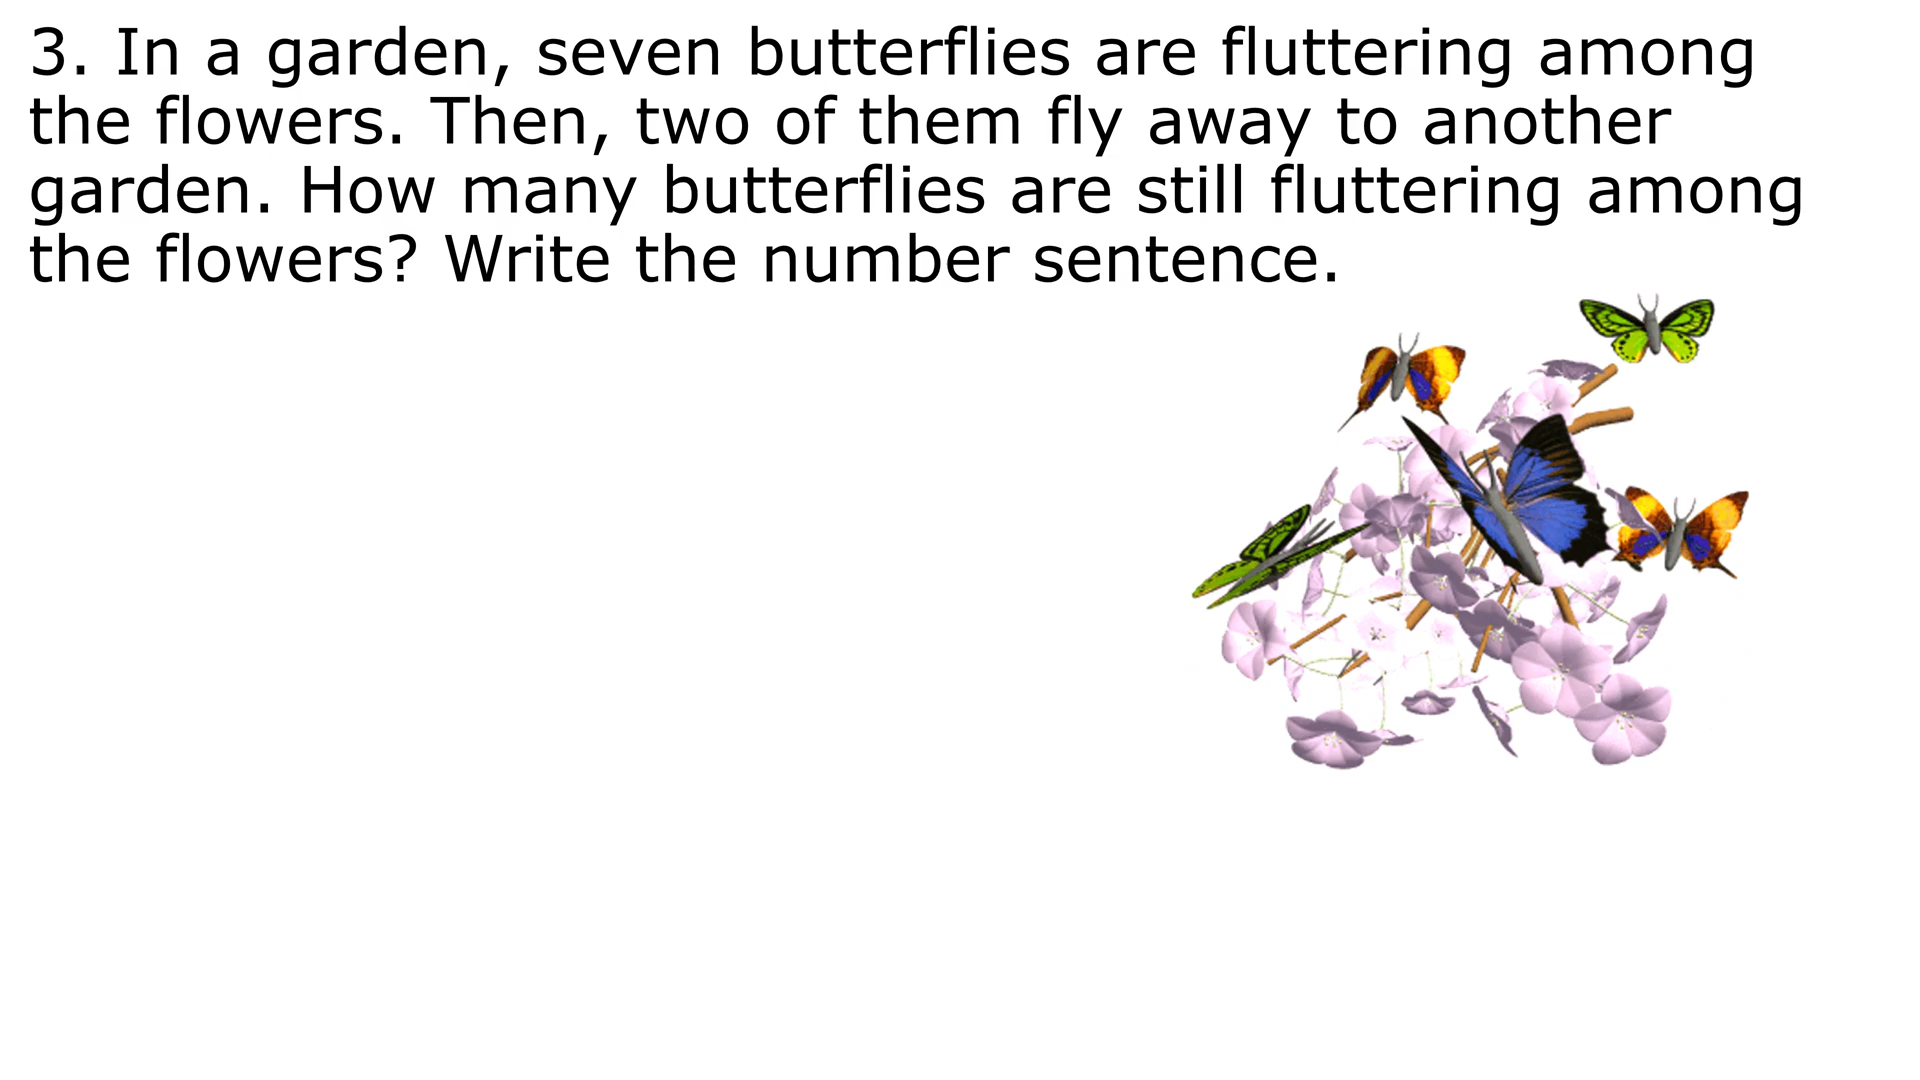 3. In a garden, seven butterflies are fluttering among
the flowers. Then, two of them fly away to another
garden. How many butterflies are still fluttering among
the flowers? Write the number sentence.